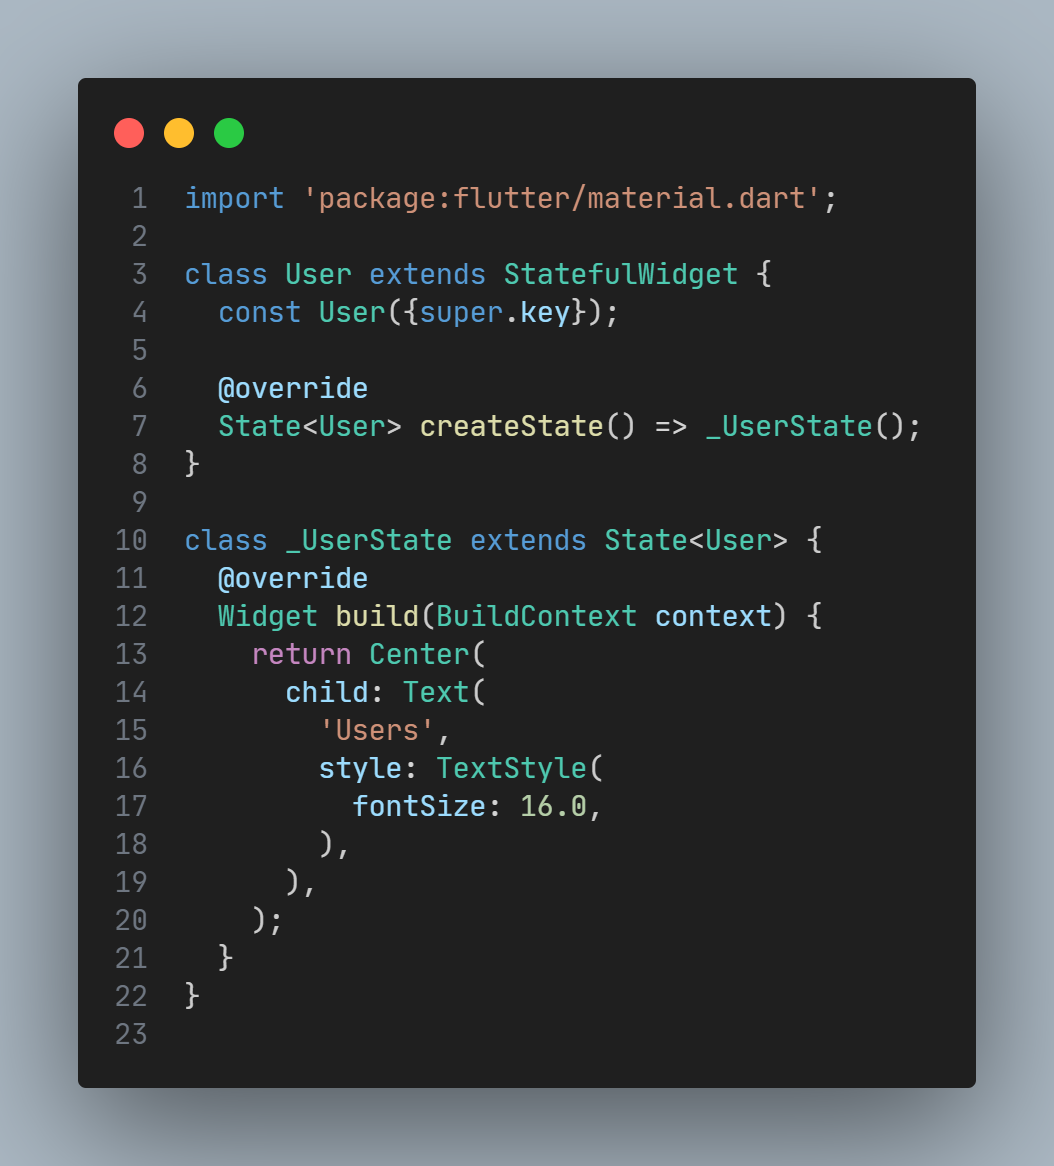 1 import 'package:flutter/material.dart';
2
3 class User extends StatefulWidget {
4   const User({super.key});
5
6   @override
7   State<User> createState() => _UserState();
8 }
9
10 class _UserState extends State<User> {
11   @override
12   Widget build(BuildContext context) {
13     return Center(
14       child: Text(
15         'Users',
16         style: TextStyle(
17           fontSize: 16.0,
18         ),
19       ),
20     );
21   }
22 }
23